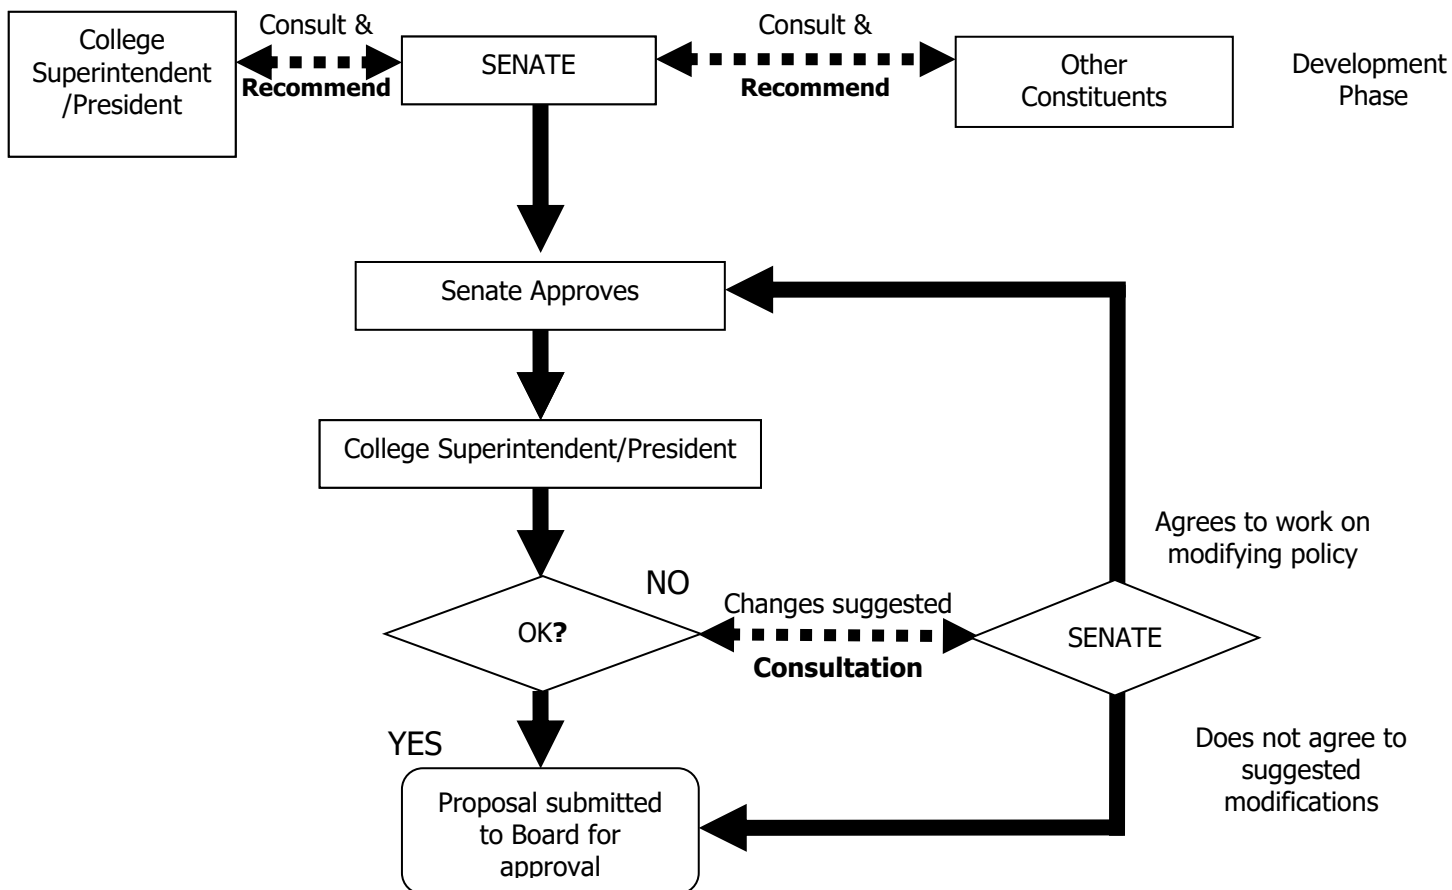 College
Superintendent
/President
Consult &
Recommend
SENATE
Consult &
Recommend
Other
Constituents
Development
Phase
Senate Approves
College Superintendent/President
Agrees to work on
modifying policy
NO
OK?
Changes suggested
Consultation
SENATE
YES
Does not agree to
suggested
modifications
Proposal submitted
to Board for
approval